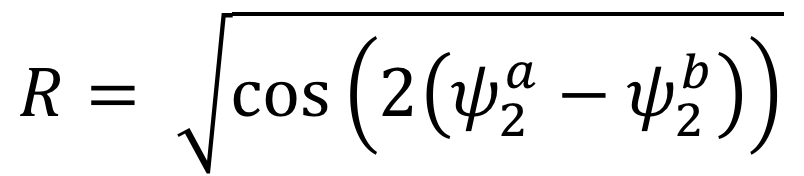 R = √cos(2(ψ₂ᵃ − ψ₂ᵇ))